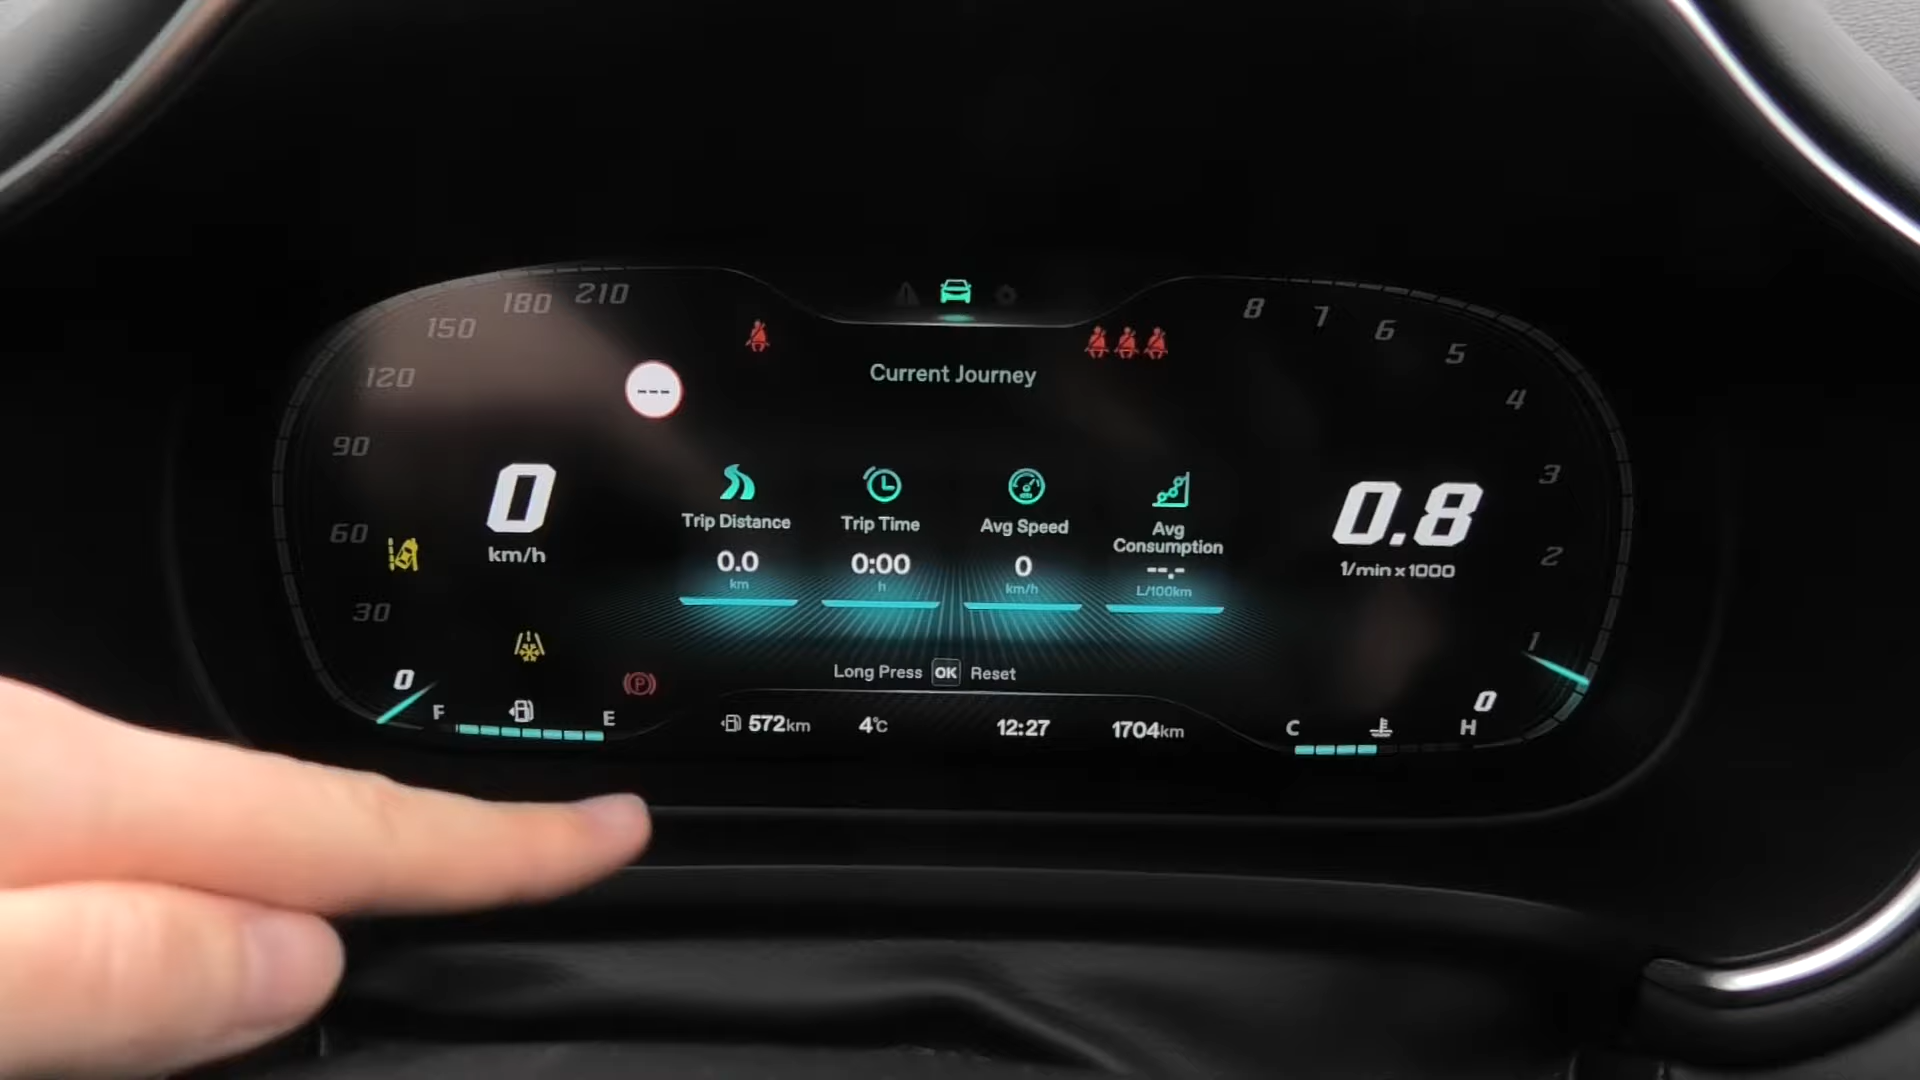 210
180
150
120
90
60
30
0
0
km/h
---
Current Journey
Trip Distance
0.0
km
Trip Time
0:00
h
Avg Speed
0
km/h
Avg
Consumption
--.-
L/100km
Long Press OK Reset
8
7
6
5
4
3
2
1
0
0.8
1/min x 1000
P
F E
572km 4°C 12:27 1704km
C H